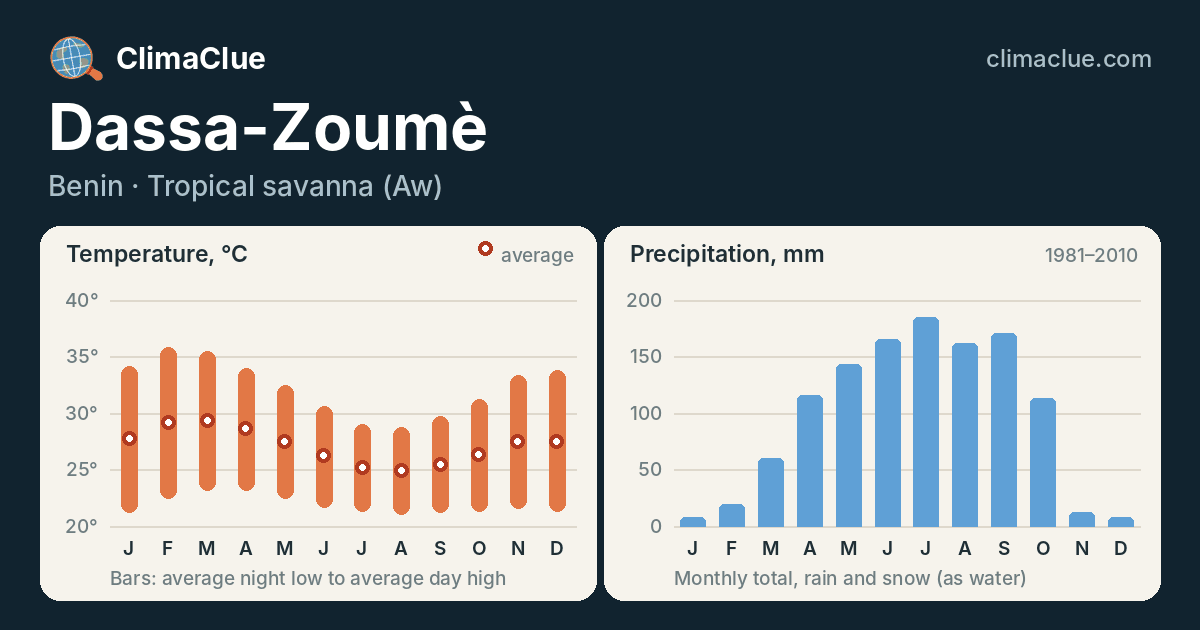 ClimaClue
climaclue.com
Dassa-Zoumè
Benin · Tropical savanna (Aw)
Temperature, °C
average
40°
35°
30°
25°
20°
J F M A M J J A S O N D
Bars: average night low to average day high
Precipitation, mm
1981–2010
200
150
100
50
0
J F M A M J J A S O N D
Monthly total, rain and snow (as water)